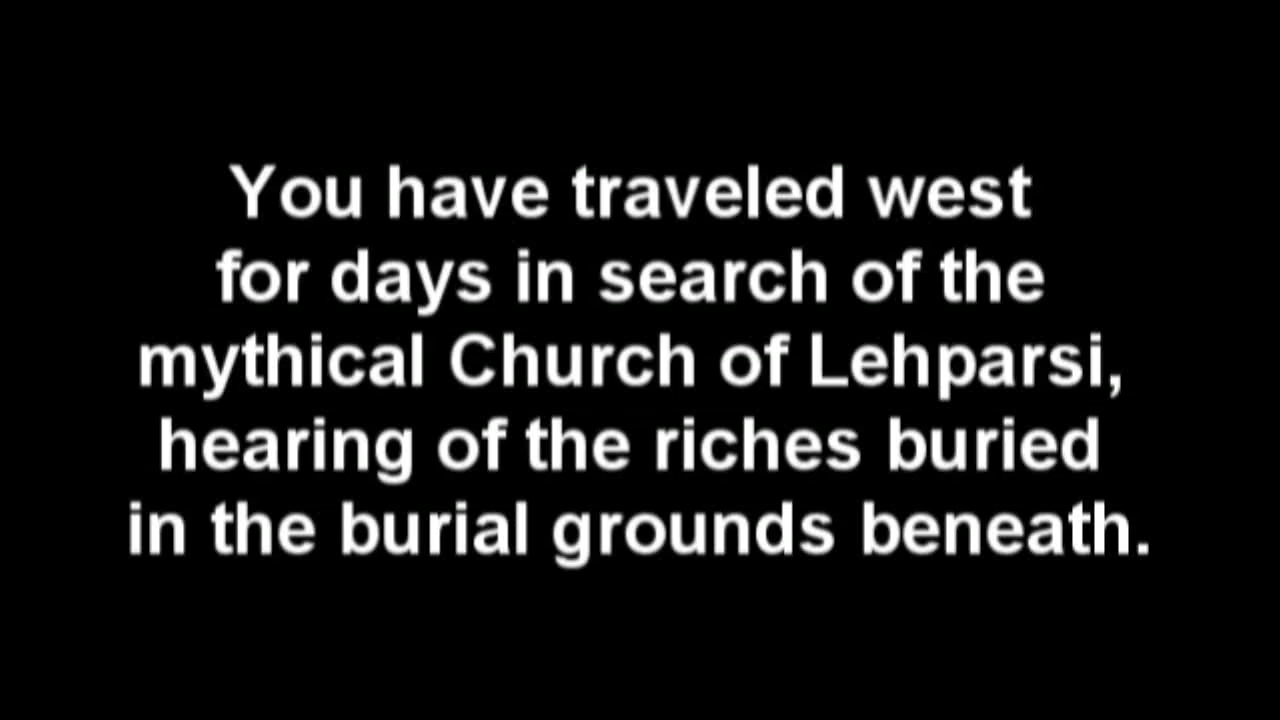 You have traveled west
for days in search of the
mythical Church of Lehparsi,
hearing of the riches buried
in the burial grounds beneath.